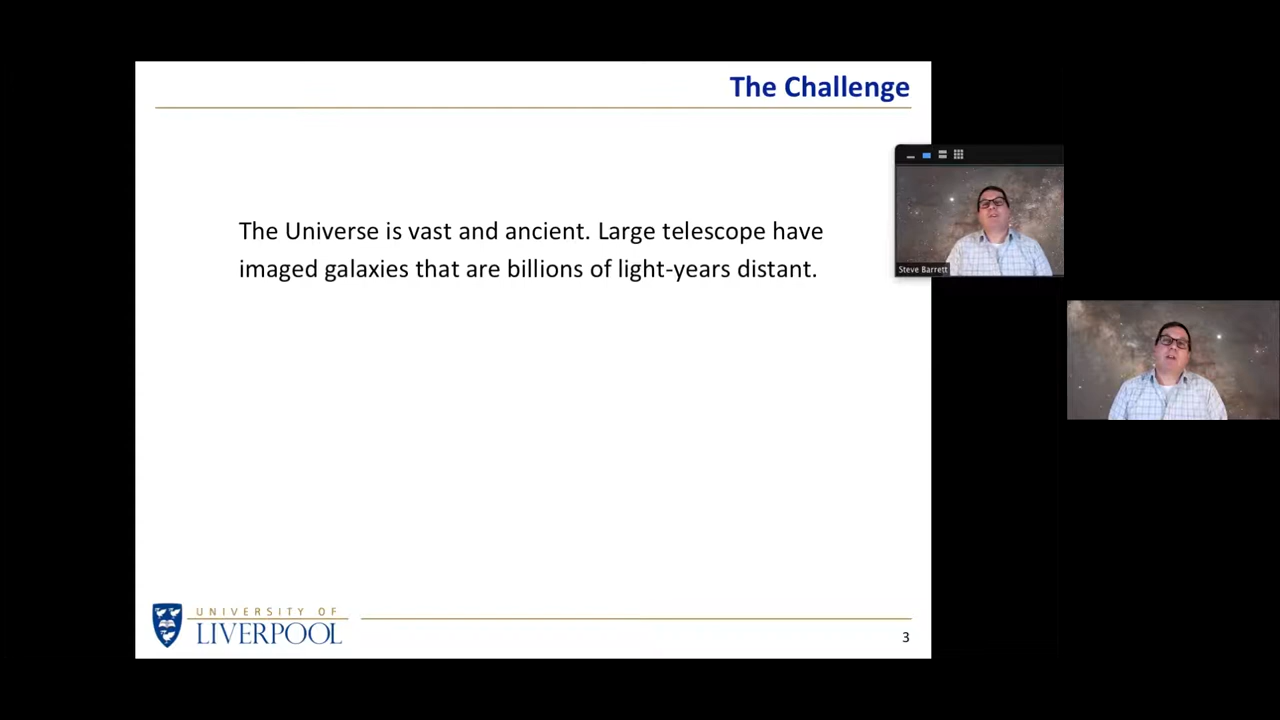 The Challenge
The Universe is vast and ancient. Large telescope have
imaged galaxies that are billions of light-years distant.
Steve Barrett
UNIVERSITY OF
LIVERPOOL
3